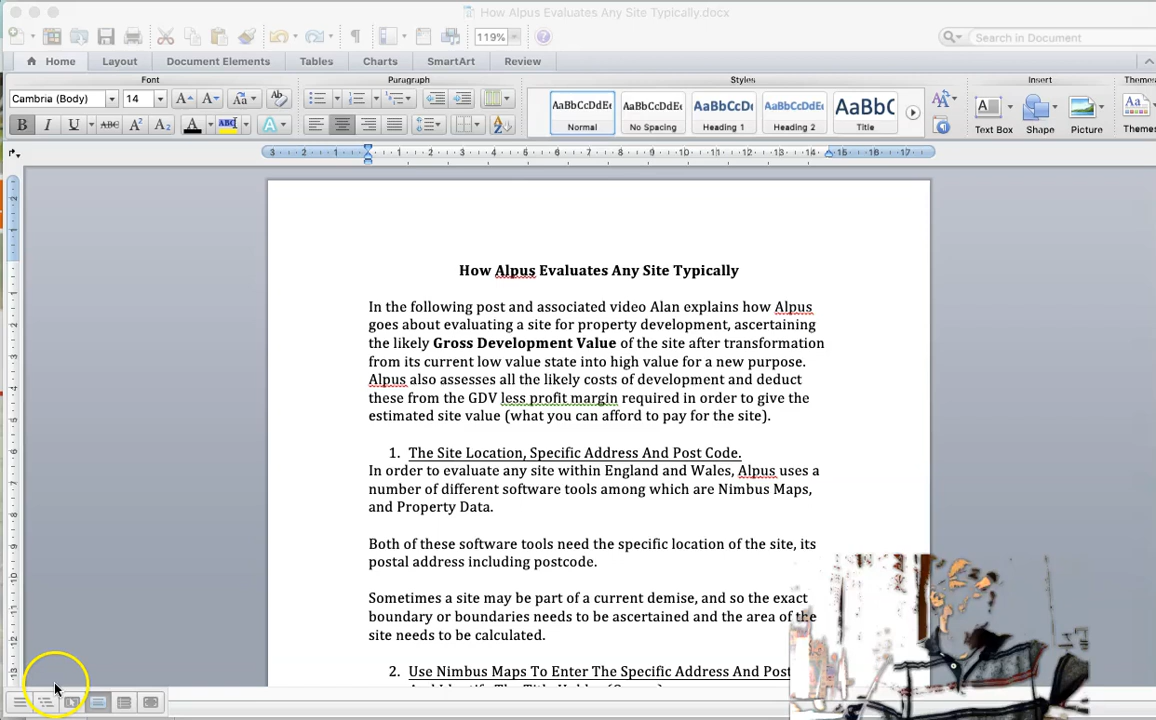 How Alpus Evaluates Any Site Typically.docx
119%
Search in Document
Home Layout Document Elements Tables Charts SmartArt Review
Font Paragraph Styles Insert Themes
Cambria (Body) 14
AaBbCcDdEe Normal
AaBbCcDdEe No Spacing
AaBbCcDc Heading 1
AaBbCcDdEe Heading 2
AaBbC Title
Text Box Shape Picture Themes
How Alpus Evaluates Any Site Typically
In the following post and associated video Alan explains how Alpus
goes about evaluating a site for property development, ascertaining
the likely Gross Development Value of the site after transformation
from its current low value state into high value for a new purpose.
Alpus also assesses all the likely costs of development and deduct
these from the GDV less profit margin required in order to give the
estimated site value (what you can afford to pay for the site).
1. The Site Location, Specific Address And Post Code.
In order to evaluate any site within England and Wales, Alpus uses a
number of different software tools among which are Nimbus Maps,
and Property Data.
Both of these software tools need the specific location of the site, its
postal address including postcode.
Sometimes a site may be part of a current demise, and so the exact
boundary or boundaries needs to be ascertained and the area of the
site needs to be calculated.
2. Use Nimbus Maps To Enter The Specific Address And Post
And Identify The Title Holder (Owner)